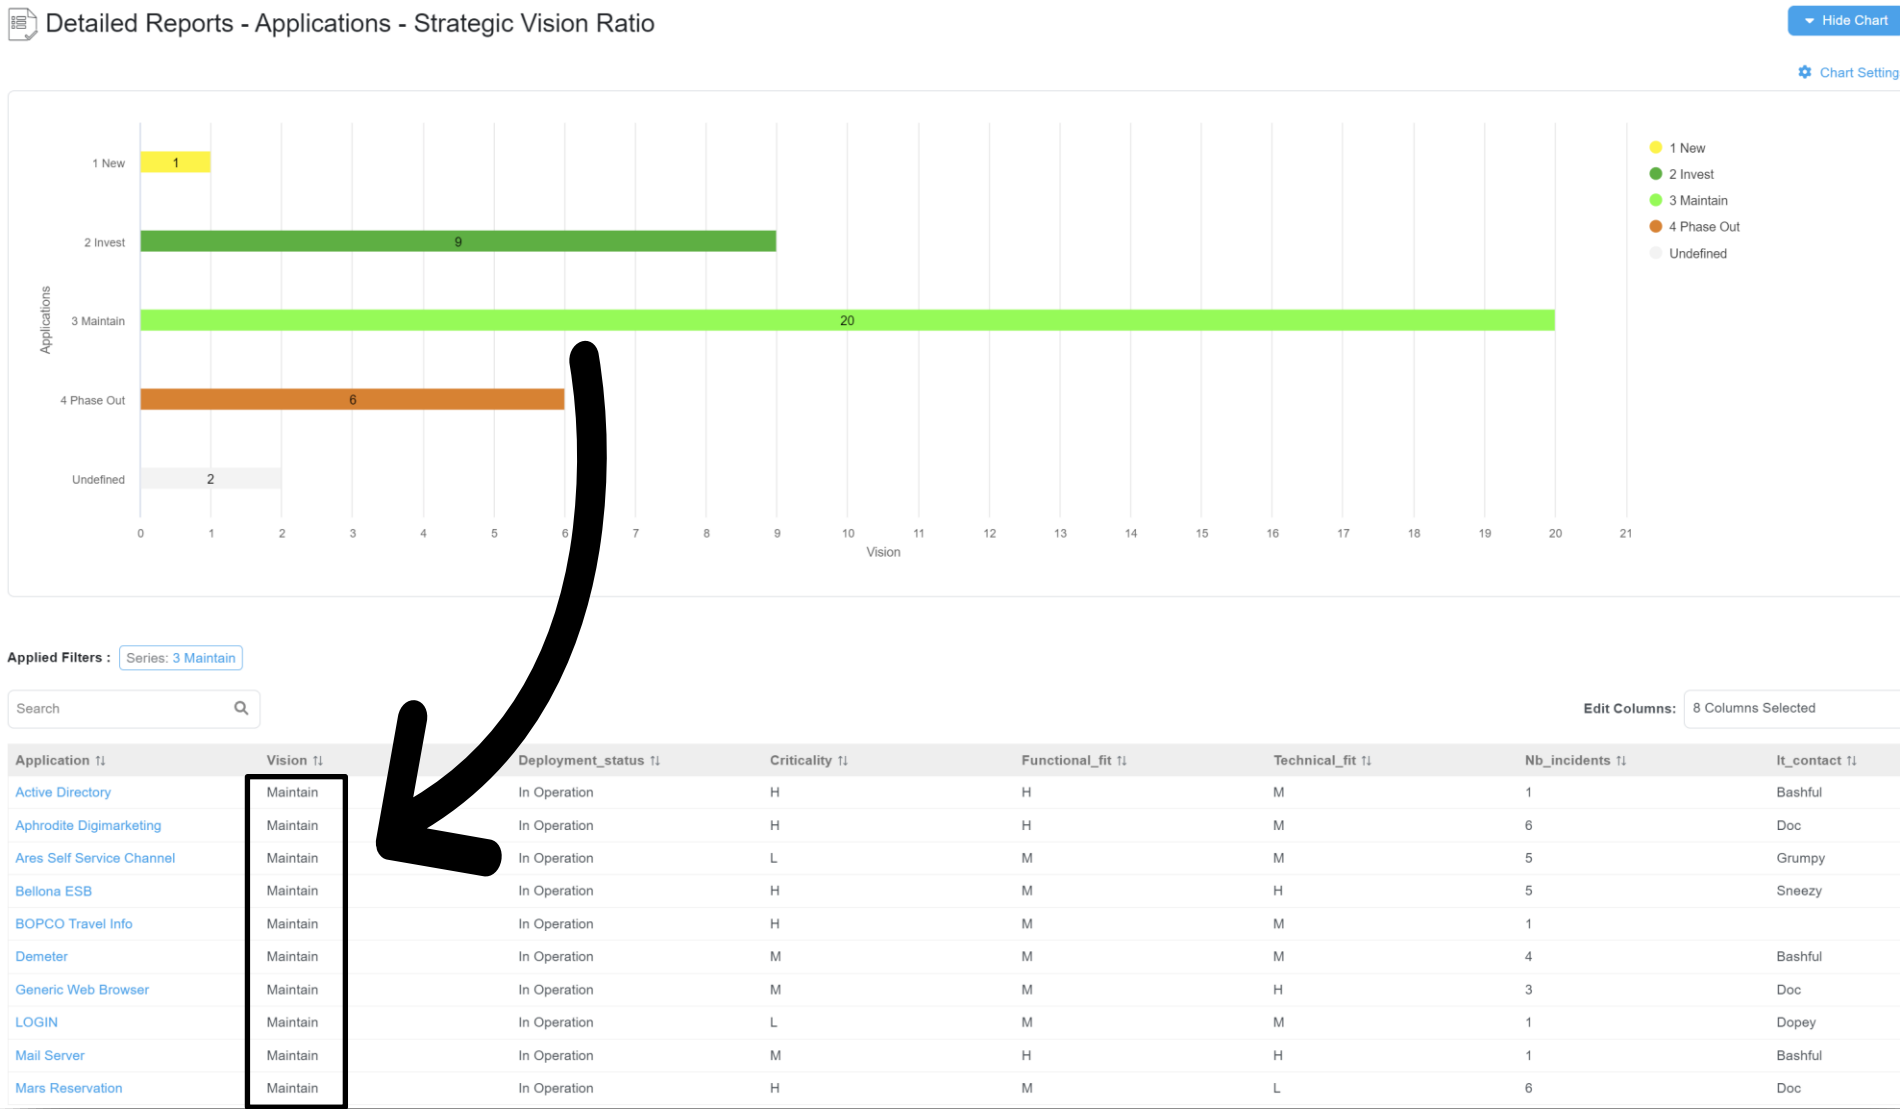 Detailed Reports - Applications - Strategic Vision Ratio
Hide Chart
Chart Setting
1 New
1
2 Invest
9
3 Maintain
20
4 Phase Out
6
Undefined
2
Applications
0 1 2 3 4 5 6 7 8 9 10 11 12 13 14 15 16 17 18 19 20 21
Vision
1 New
2 Invest
3 Maintain
4 Phase Out
Undefined
Applied Filters : Series: 3 Maintain
Search
Edit Columns: 8 Columns Selected
Application Vision Deployment_status Criticality Functional_fit Technical_fit Nb_incidents It_contact
Active Directory Maintain In Operation H H M 1 Bashful
Aphrodite Digimarketing Maintain In Operation H H M 6 Doc
Ares Self Service Channel Maintain In Operation L M M 5 Grumpy
Bellona ESB Maintain In Operation H M H 5 Sneezy
BOPCO Travel Info Maintain In Operation H M M 1
Demeter Maintain In Operation M M M 4 Bashful
Generic Web Browser Maintain In Operation M M H 3 Doc
LOGIN Maintain In Operation L M M 1 Dopey
Mail Server Maintain In Operation M H H 1 Bashful
Mars Reservation Maintain In Operation H M L 6 Doc